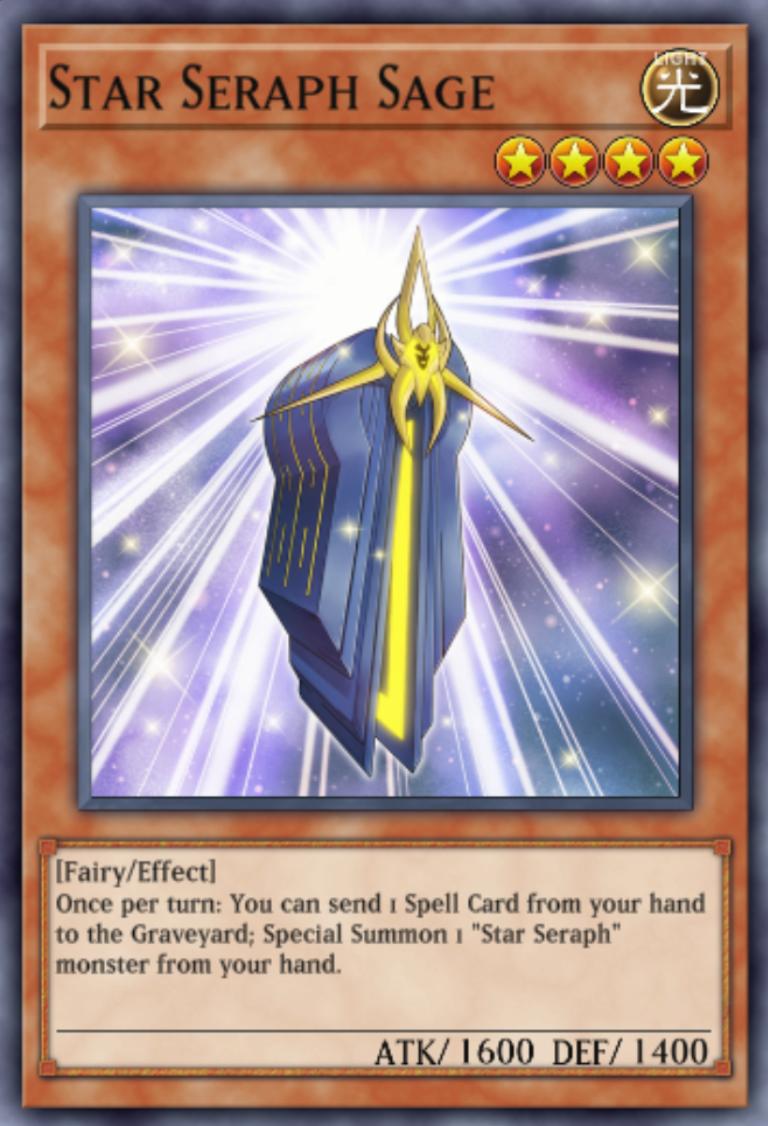 STAR SERAPH SAGE
LIGHT
光
[Fairy/Effect]
Once per turn: You can send 1 Spell Card from your hand
to the Graveyard; Special Summon 1 "Star Seraph"
monster from your hand.
ATK/ 1600 DEF/ 1400